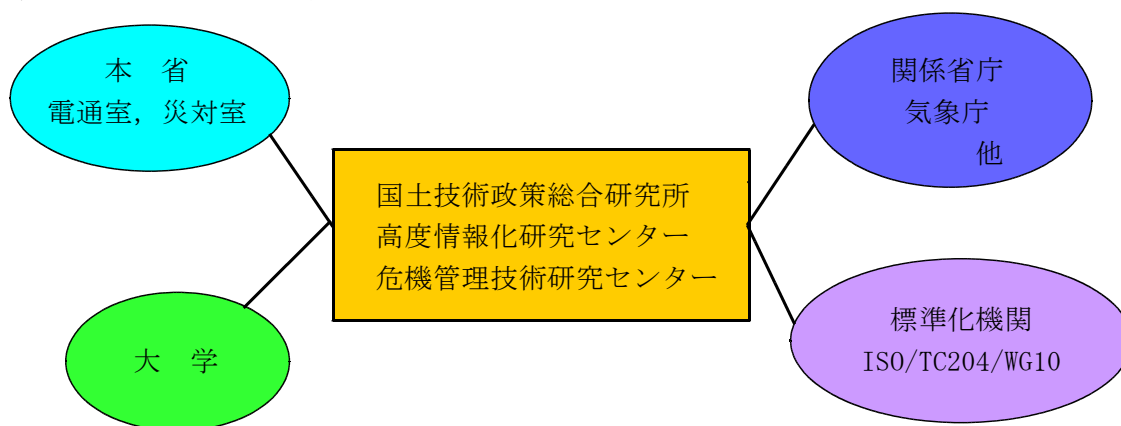 本　省
電通室, 災対室
関係省庁
気象庁
他
国土技術政策総合研究所
高度情報化研究センター
危機管理技術研究センター
大　学
標準化機関
ISO/TC204/WG10